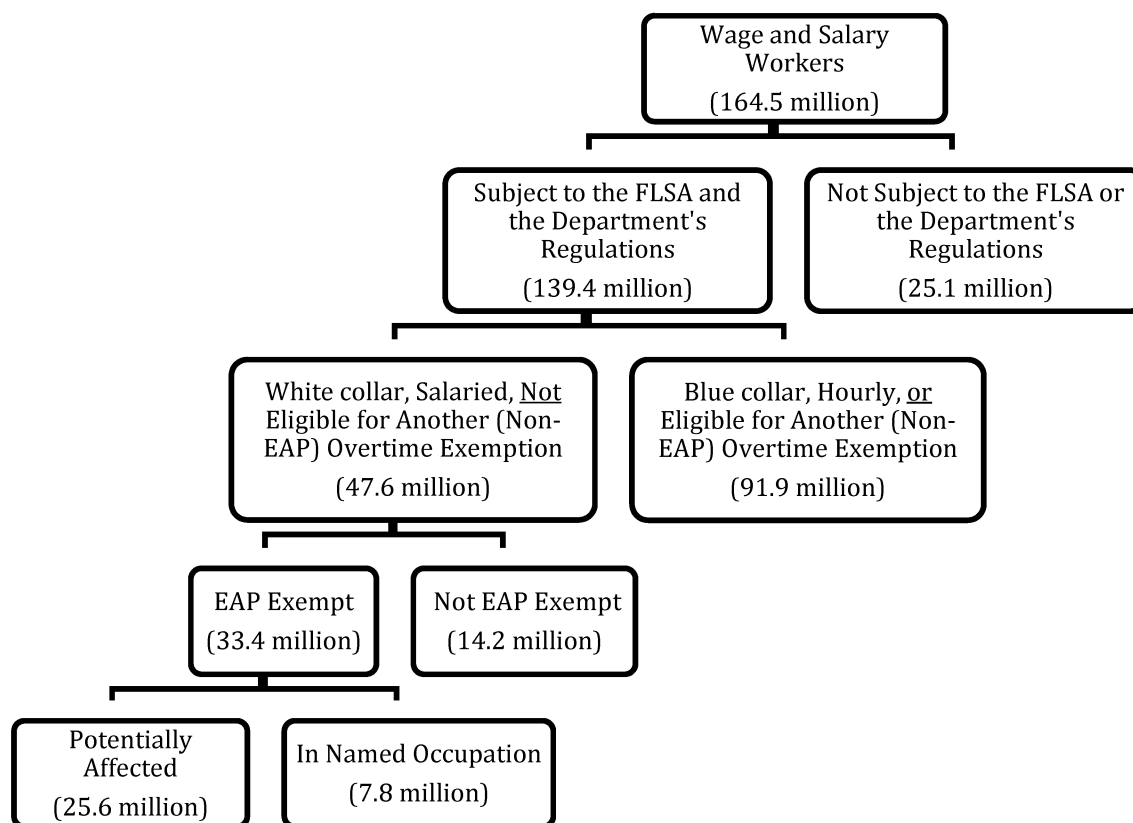 Wage and Salary
Workers
(164.5 million)
Subject to the FLSA and
the Department's
Regulations
(139.4 million)
Not Subject to the FLSA or
the Department's
Regulations
(25.1 million)
White collar, Salaried, Not
Eligible for Another (Non-
EAP) Overtime Exemption
(47.6 million)
Blue collar, Hourly, or
Eligible for Another (Non-
EAP) Overtime Exemption
(91.9 million)
EAP Exempt
(33.4 million)
Not EAP Exempt
(14.2 million)
Potentially
Affected
(25.6 million)
In Named Occupation
(7.8 million)